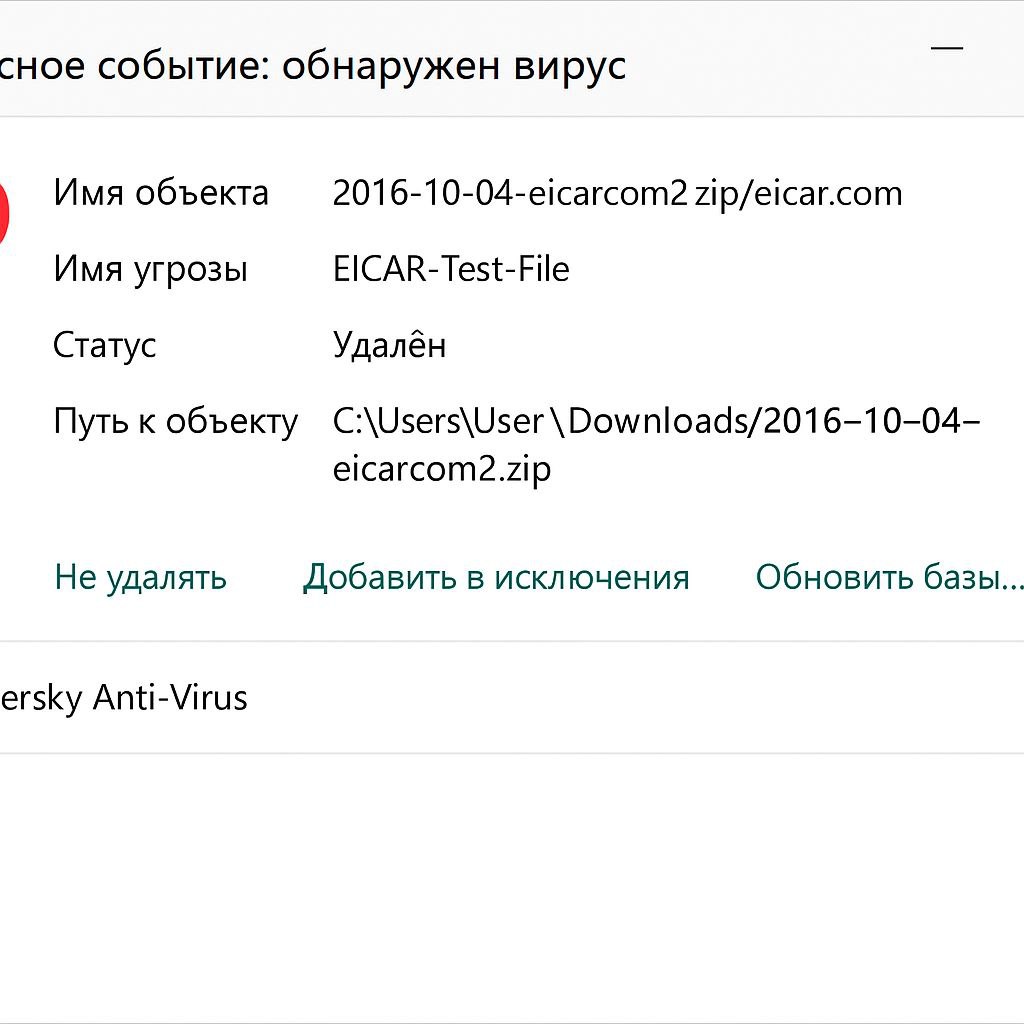 сное событие: обнаружен вирус
Имя объекта 2016-10-04-eicarcom2 zip/eicar.com
Имя угрозы EICAR-Test-File
Статус Удалêн
Путь к объекту C:\Users\User\Downloads/2016–10–04–
eicarcom2.zip
Не удалять Добавить в исключения Обновить базы...
ersky Anti-Virus